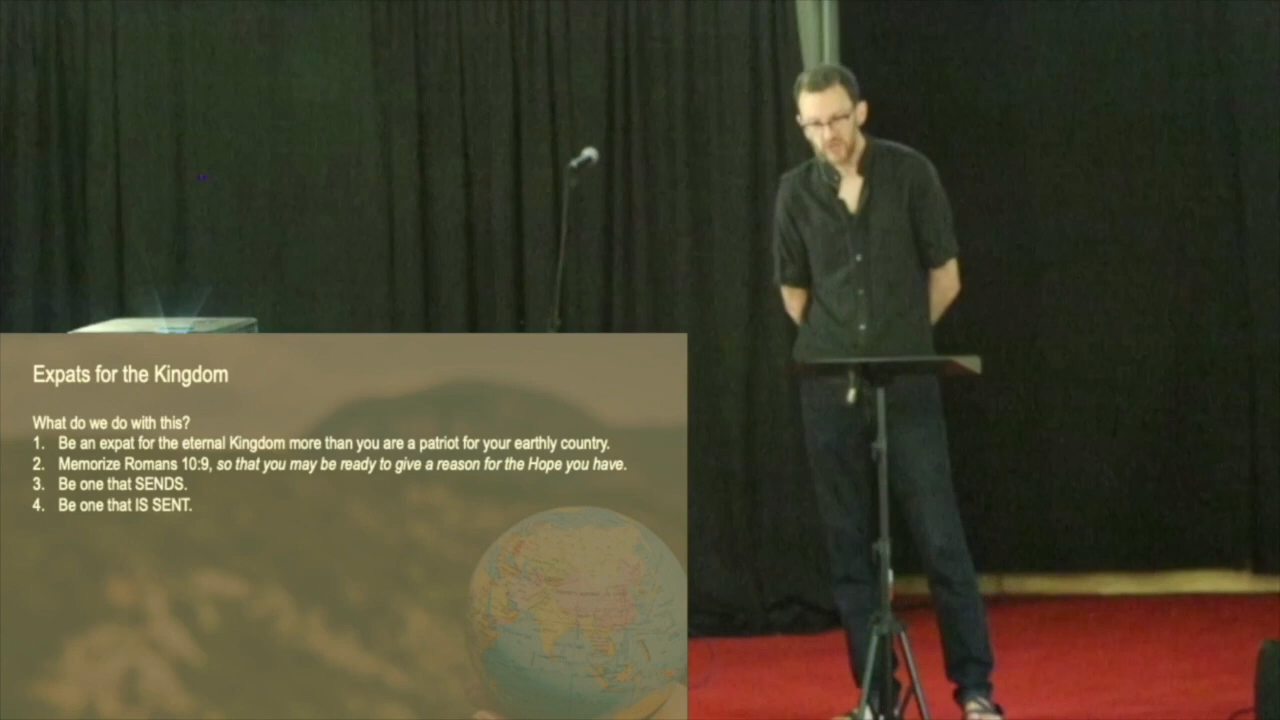 Expats for the Kingdom
What do we do with this?
1. Be an expat for the eternal Kingdom more than you are a patriot for your earthly country.
2. Memorize Romans 10:9, so that you may be ready to give a reason for the Hope you have.
3. Be one that SENDS.
4. Be one that IS SENT.